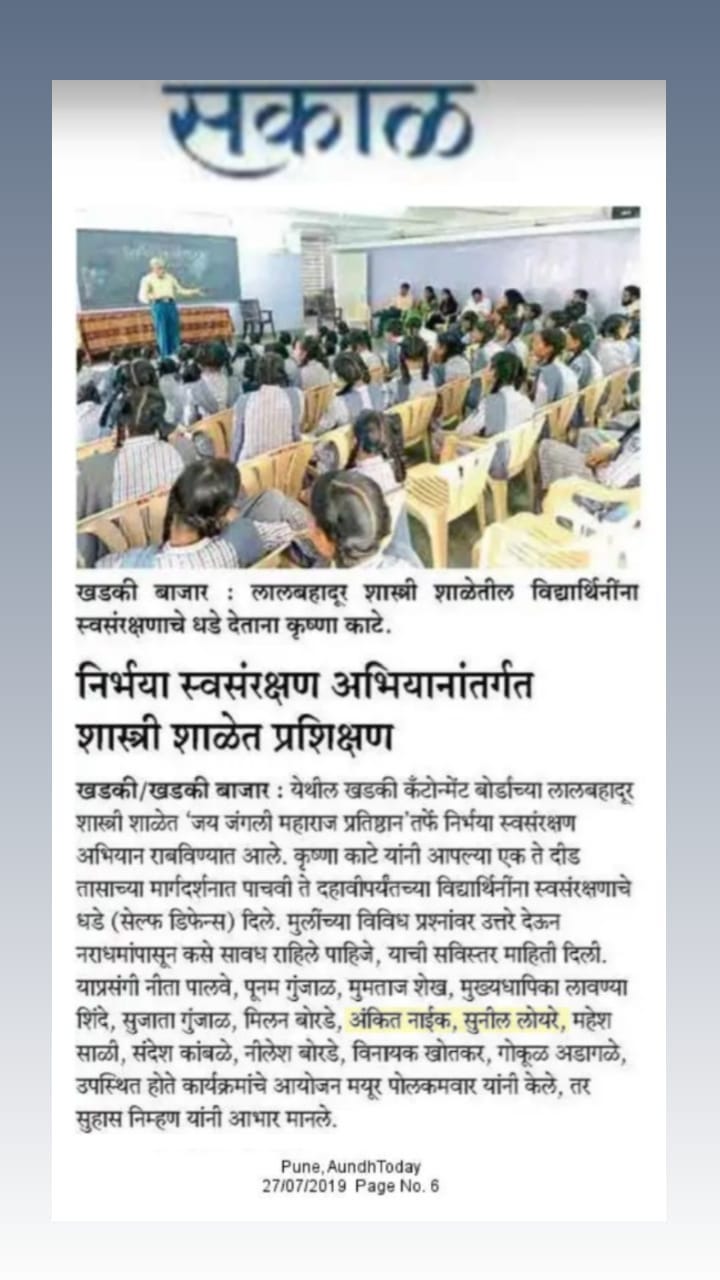 सकाळ
खडकी बाजार : लालबहादूर शास्त्री शाळेतील विद्यार्थिनींना
स्वसंरक्षणाचे धडे देताना कृष्णा काटे.
निर्भया स्वसंरक्षण अभियानांतर्गत
शास्त्री शाळेत प्रशिक्षण
खडकी/खडकी बाजार : येथील खडकी कँटोन्मेंट बोर्डाच्या लालबहादूर
शास्त्री शाळेत 'जय जंगली महाराज प्रतिष्ठान'तर्फे निर्भया स्वसंरक्षण
अभियान राबविण्यात आले. कृष्णा काटे यांनी आपल्या एक ते दीड
तासाच्या मार्गदर्शनात पाचवी ते दहावीपर्यंतच्या विद्यार्थिनींना स्वसंरक्षणाचे
धडे (सेल्फ डिफेन्स) दिले. मुलींच्या विविध प्रश्नांवर उत्तरे देऊन
नराधमांपासून कसे सावध राहिले पाहिजे, याची सविस्तर माहिती दिली.
याप्रसंगी नीता पालवे, पूनम गुंजाळ, मुमताज शेख, मुख्यधापिका लावण्या
शिंदे, सुजाता गुंजाळ, मिलन बोरडे, अंकित नाईक, सुनील लोयरे, महेश
साळी, संदेश कांबळे, नीलेश बोरडे, विनायक खोतकर, गोकूळ अडागळे,
उपस्थित होते कार्यक्रमांचे आयोजन मयूर पोलकमवार यांनी केले, तर
सुहास निम्हण यांनी आभार मानले.
Pune,AundhToday
27/07/2019 Page No. 6